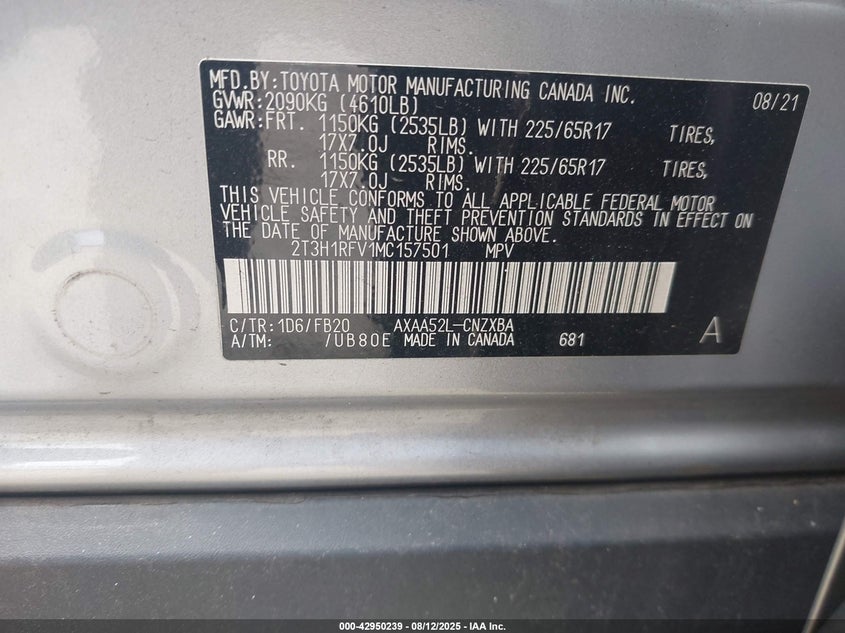 MFD.BY:TOYOTA MOTOR MANUFACTURING CANADA INC. 08/21
GVWR:2090KG (4610LB)
GAWR:FRT. 1150KG (2535LB) WITH 225/65R17 TIRES,
17X7.0J RIMS.
RR. 1150KG (2535LB) WITH 225/65R17 TIRES,
17X7.0J RIMS.
THIS VEHICLE CONFORMS TO ALL APPLICABLE FEDERAL MOTOR
VEHICLE SAFETY AND THEFT PREVENTION STANDARDS IN EFFECT ON
THE DATE OF MANUFACTURE SHOWN ABOVE.
2T3H1RFV1MC157501 MPV
C/TR:1D6/FB20 AXAA52L-CNZXBA
A/TM: /UB80E MADE IN CANADA 681 A
000-42950239 - 08/12/2025 - IAA Inc.